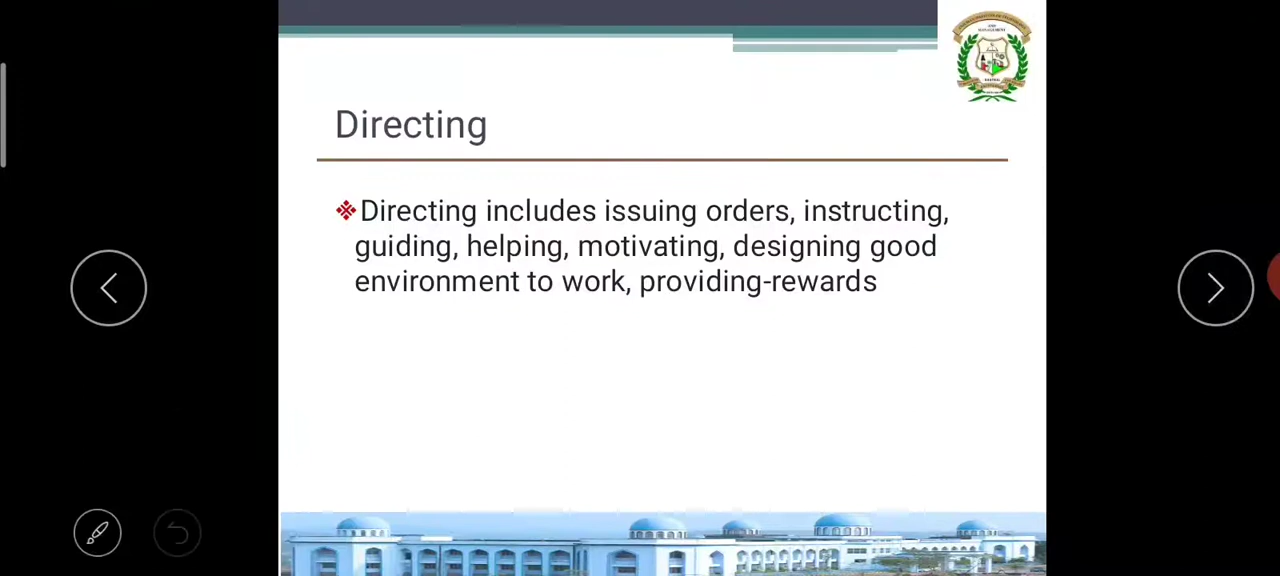 Directing
Directing includes issuing orders, instructing,
guiding, helping, motivating, designing good
environment to work, providing-rewards